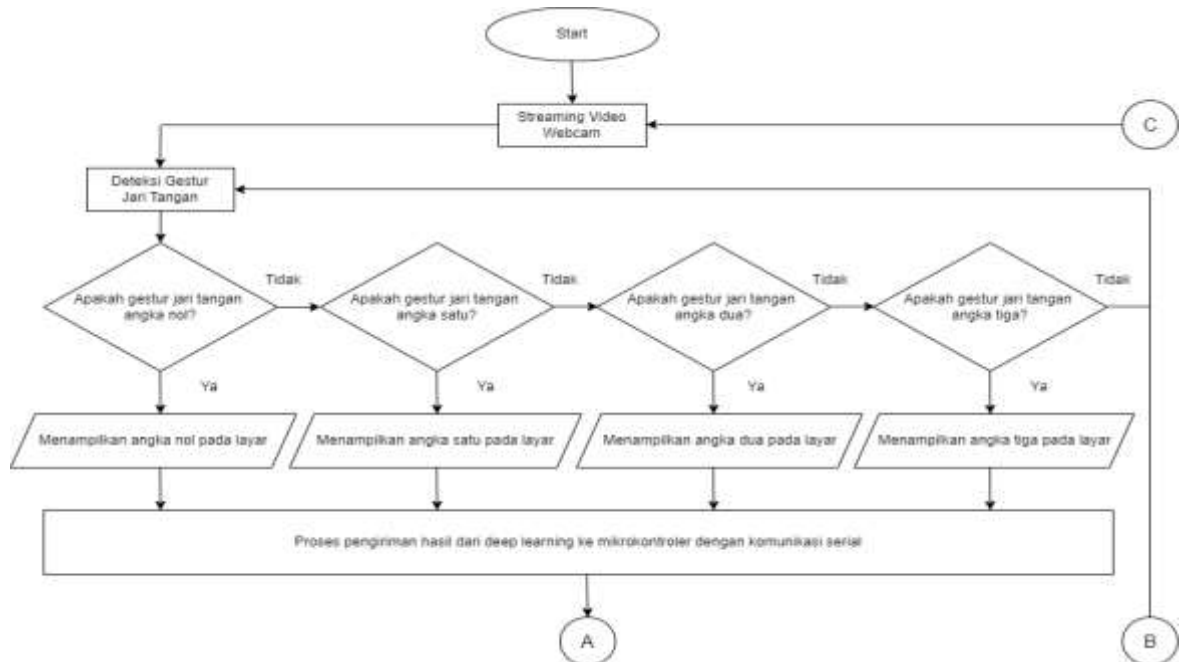 Start
Streaming Video
Webcam
C
Deteksi Gestur
Jari Tangan
Tidak
Tidak
Tidak
Tidak
Apakah gestur jari tangan
angka nol?
Apakah gestur jari tangan
angka satu?
Apakah gestur jari tangan
angka dua?
Apakah gestur jari tangan
angka tiga?
Ya
Ya
Ya
Ya
Menampilkan angka nol pada layar
Menampilkan angka satu pada layar
Menampilkan angka dua pada layar
Menampilkan angka tiga pada layar
Proses pengiriman hasil dari deep learning ke mikrokontroler dengan komunikasi serial
A
B